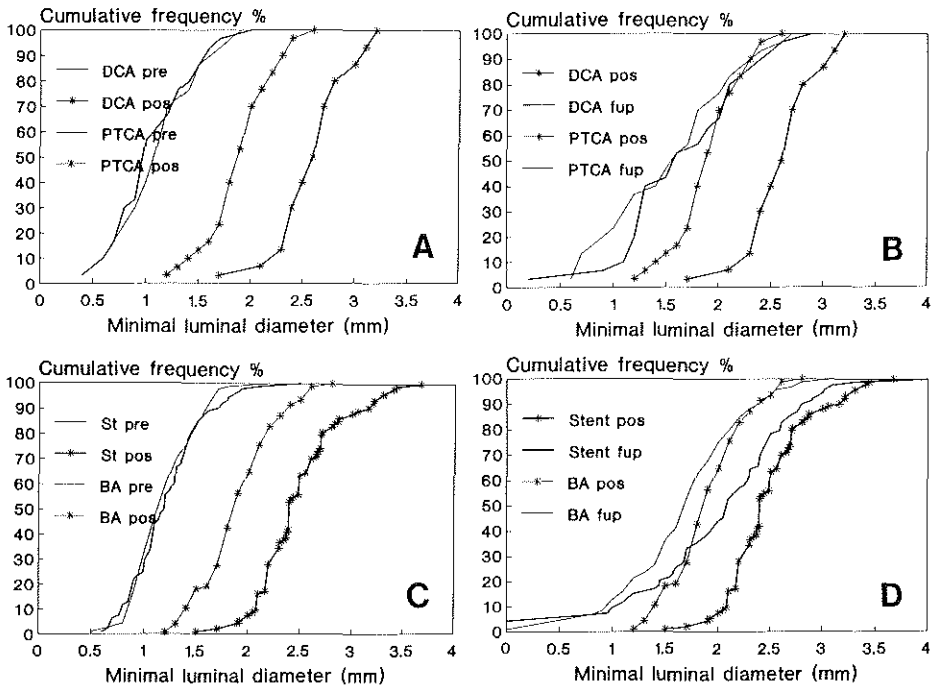 Cumulative frequency %
100
90
80
70
60
50
40
30
20
10
0
DCA pre
DCA pos
PTCA pre
PTCA pos
A
0 0.5 1 1.5 2 2.5 3 3.5 4
Minimal luminal diameter (mm)
Cumulative frequency %
100
90
80
70
60
50
40
30
20
10
0
DCA pos
DCA fup
PTCA pos
PTCA fup
B
0 0.5 1 1.5 2 2.5 3 3.5 4
Minimal luminal diameter (mm)
Cumulative frequency %
100
90
80
70
60
50
40
30
20
10
0
St pre
St pos
BA pre
BA pos
C
0 0.5 1 1.5 2 2.5 3 3.5 4
Minimal luminal diameter (mm)
Cumulative frequency %
100
90
80
70
60
50
40
30
20
10
0
Stent pos
Stent fup
BA pos
BA fup
D
0 0.5 1 1.5 2 2.5 3 3.5 4
Minimal luminal diameter (mm)